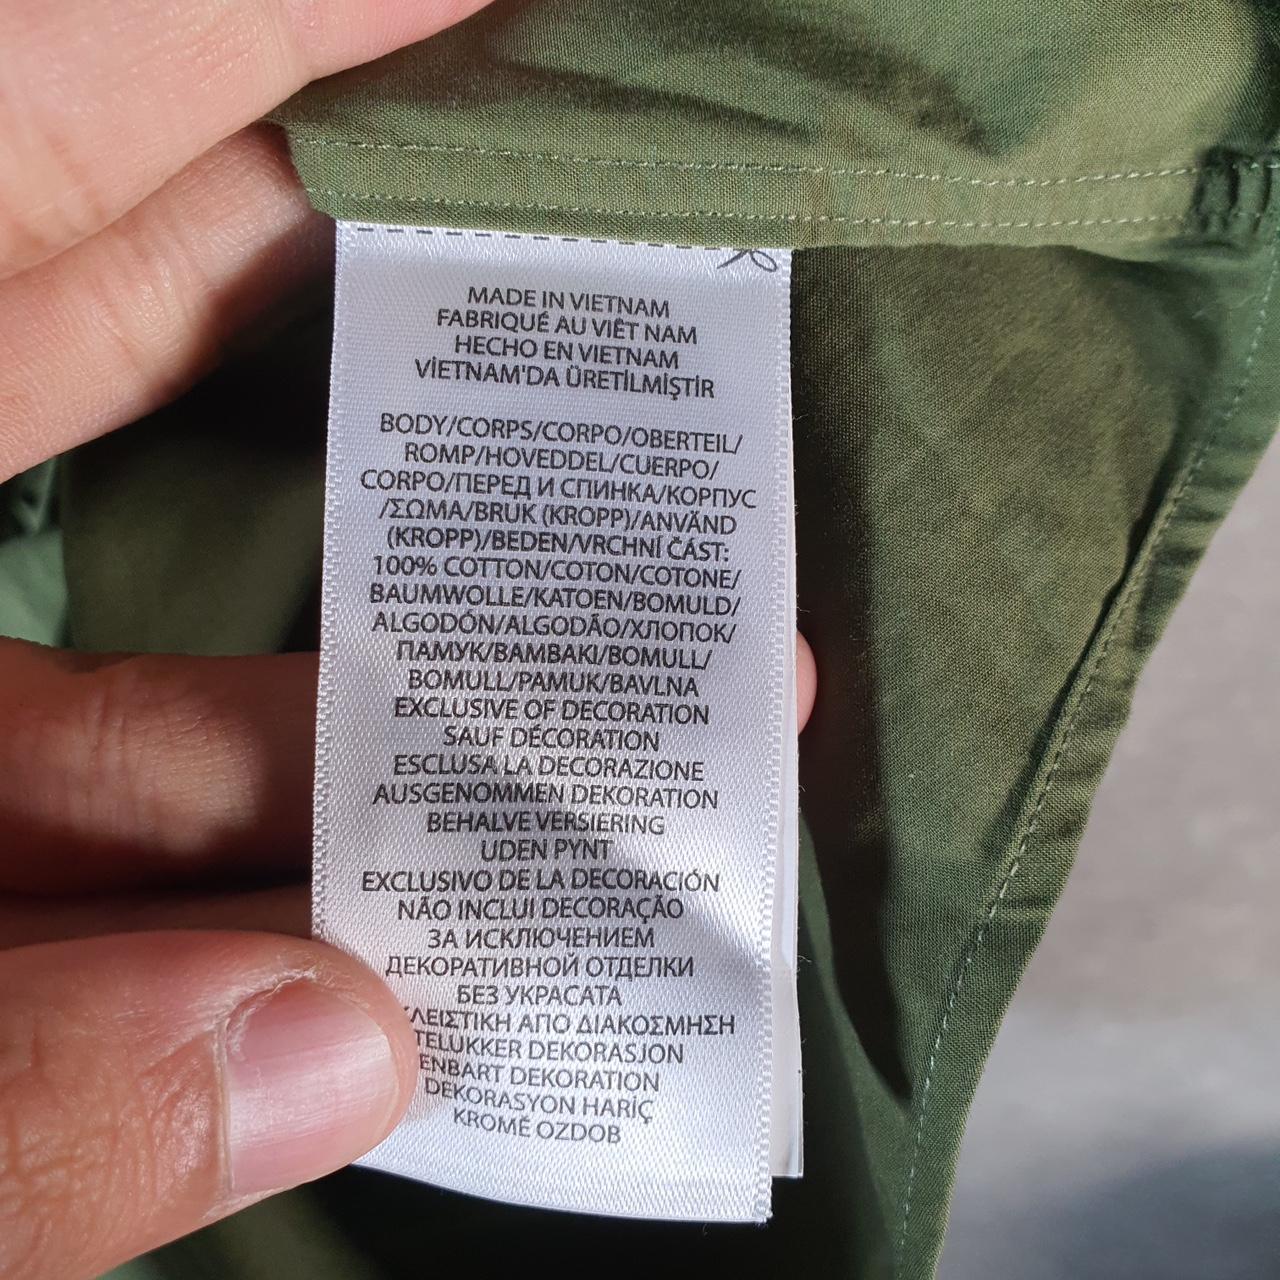 MADE IN VIETNAM
FABRIQUÉ AU VIÊT NAM
HECHO EN VIETNAM
VİETNAM'DA ÜRETİLMİŞTİR
BODY/CORPS/CORPO/OBERTEIL/
ROMP/HOVEDDEL/CUERPO/
CORPO/ПЕРЕД И СПИНКА/КОРПУС
/ΣΩΜΑ/BRUK (KROPP)/ANVÄND
(KROPP)/BEDEN/VRCHNÍ ČÁST:
100% COTTON/COTON/COTONE/
BAUMWOLLE/KATOEN/BOMULD/
ALGODÓN/ALGODÃO/ХЛОПОК/
ПАМУК/ΒΑΜΒΑΚΙ/BOMULL/
BOMULL/PAMUK/BAVLNA
EXCLUSIVE OF DECORATION
SAUF DÉCORATION
ESCLUSA LA DECORAZIONE
AUSGENOMMEN DEKORATION
BEHALVE VERSIERING
UDEN PYNT
EXCLUSIVO DE LA DECORACIÓN
NÃO INCLUI DECORAÇÃO
ЗА ИСКЛЮЧЕНИЕМ
ДЕКОРАТИВНОЙ ОТДЕЛКИ
БЕЗ УКРАСАТА
ΑΠΟ ΔΙΑΚΟΣΜΗΣΗ
DEKORASJON
DEKORATION
DEKORASYON HARİÇ
KROMĚ OZDOB